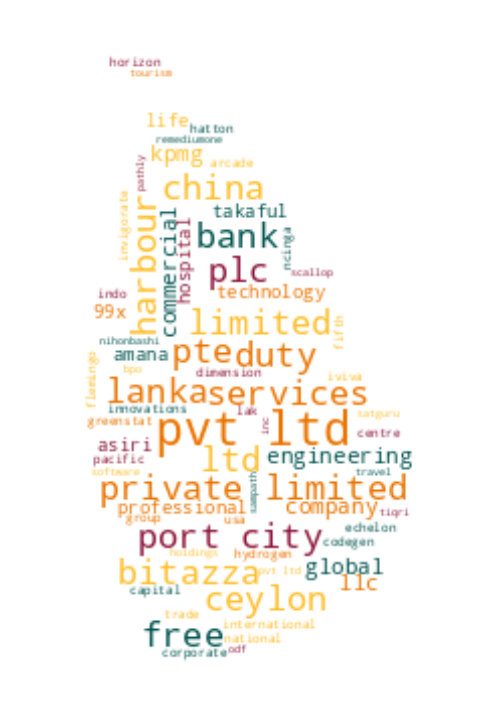 horizon
tourism
life
hatton
remediumone
kpmg
arcade
pathly
china
invigorate
takaful
harbour
commercial
hospital
bank
ncinga
plc
scallop
indo
technology
99x
limited
fifth
nihonbashi
amana
pte
duty
flemingo
bpo
dimension
iviva
lanka
services
innovations
lak
satguru
greenstat
pvt ltd
inc
centre
asiri
pacific
ltd
engineering
software
sampath
travel
private limited
professional
company
tiqri
group
usa
port city
echelon
codegen
holdings
hydrogen
bitazza
pvt ltd
global
llc
capital
ceylon
trade
international
free
national
corporate
odf